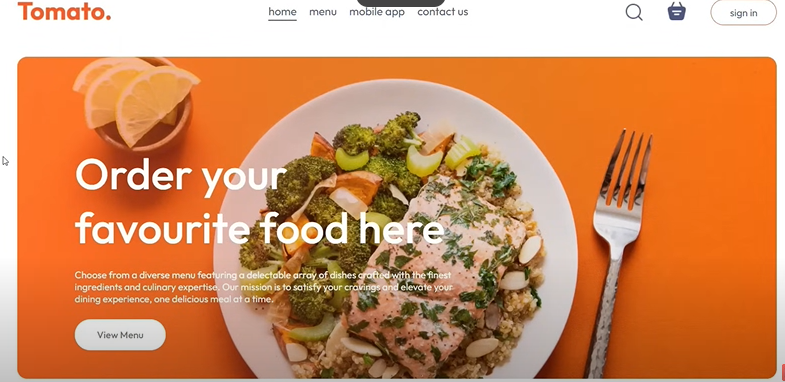 Tomato.
home menu mobile app contact us
sign in
Order your
favourite food here
Choose from a diverse menu featuring a delectable array of dishes crafted with the finest
ingredients and culinary expertise. Our mission is to satisfy your cravings and elevate your
dining experience, one delicious meal at a time.
View Menu